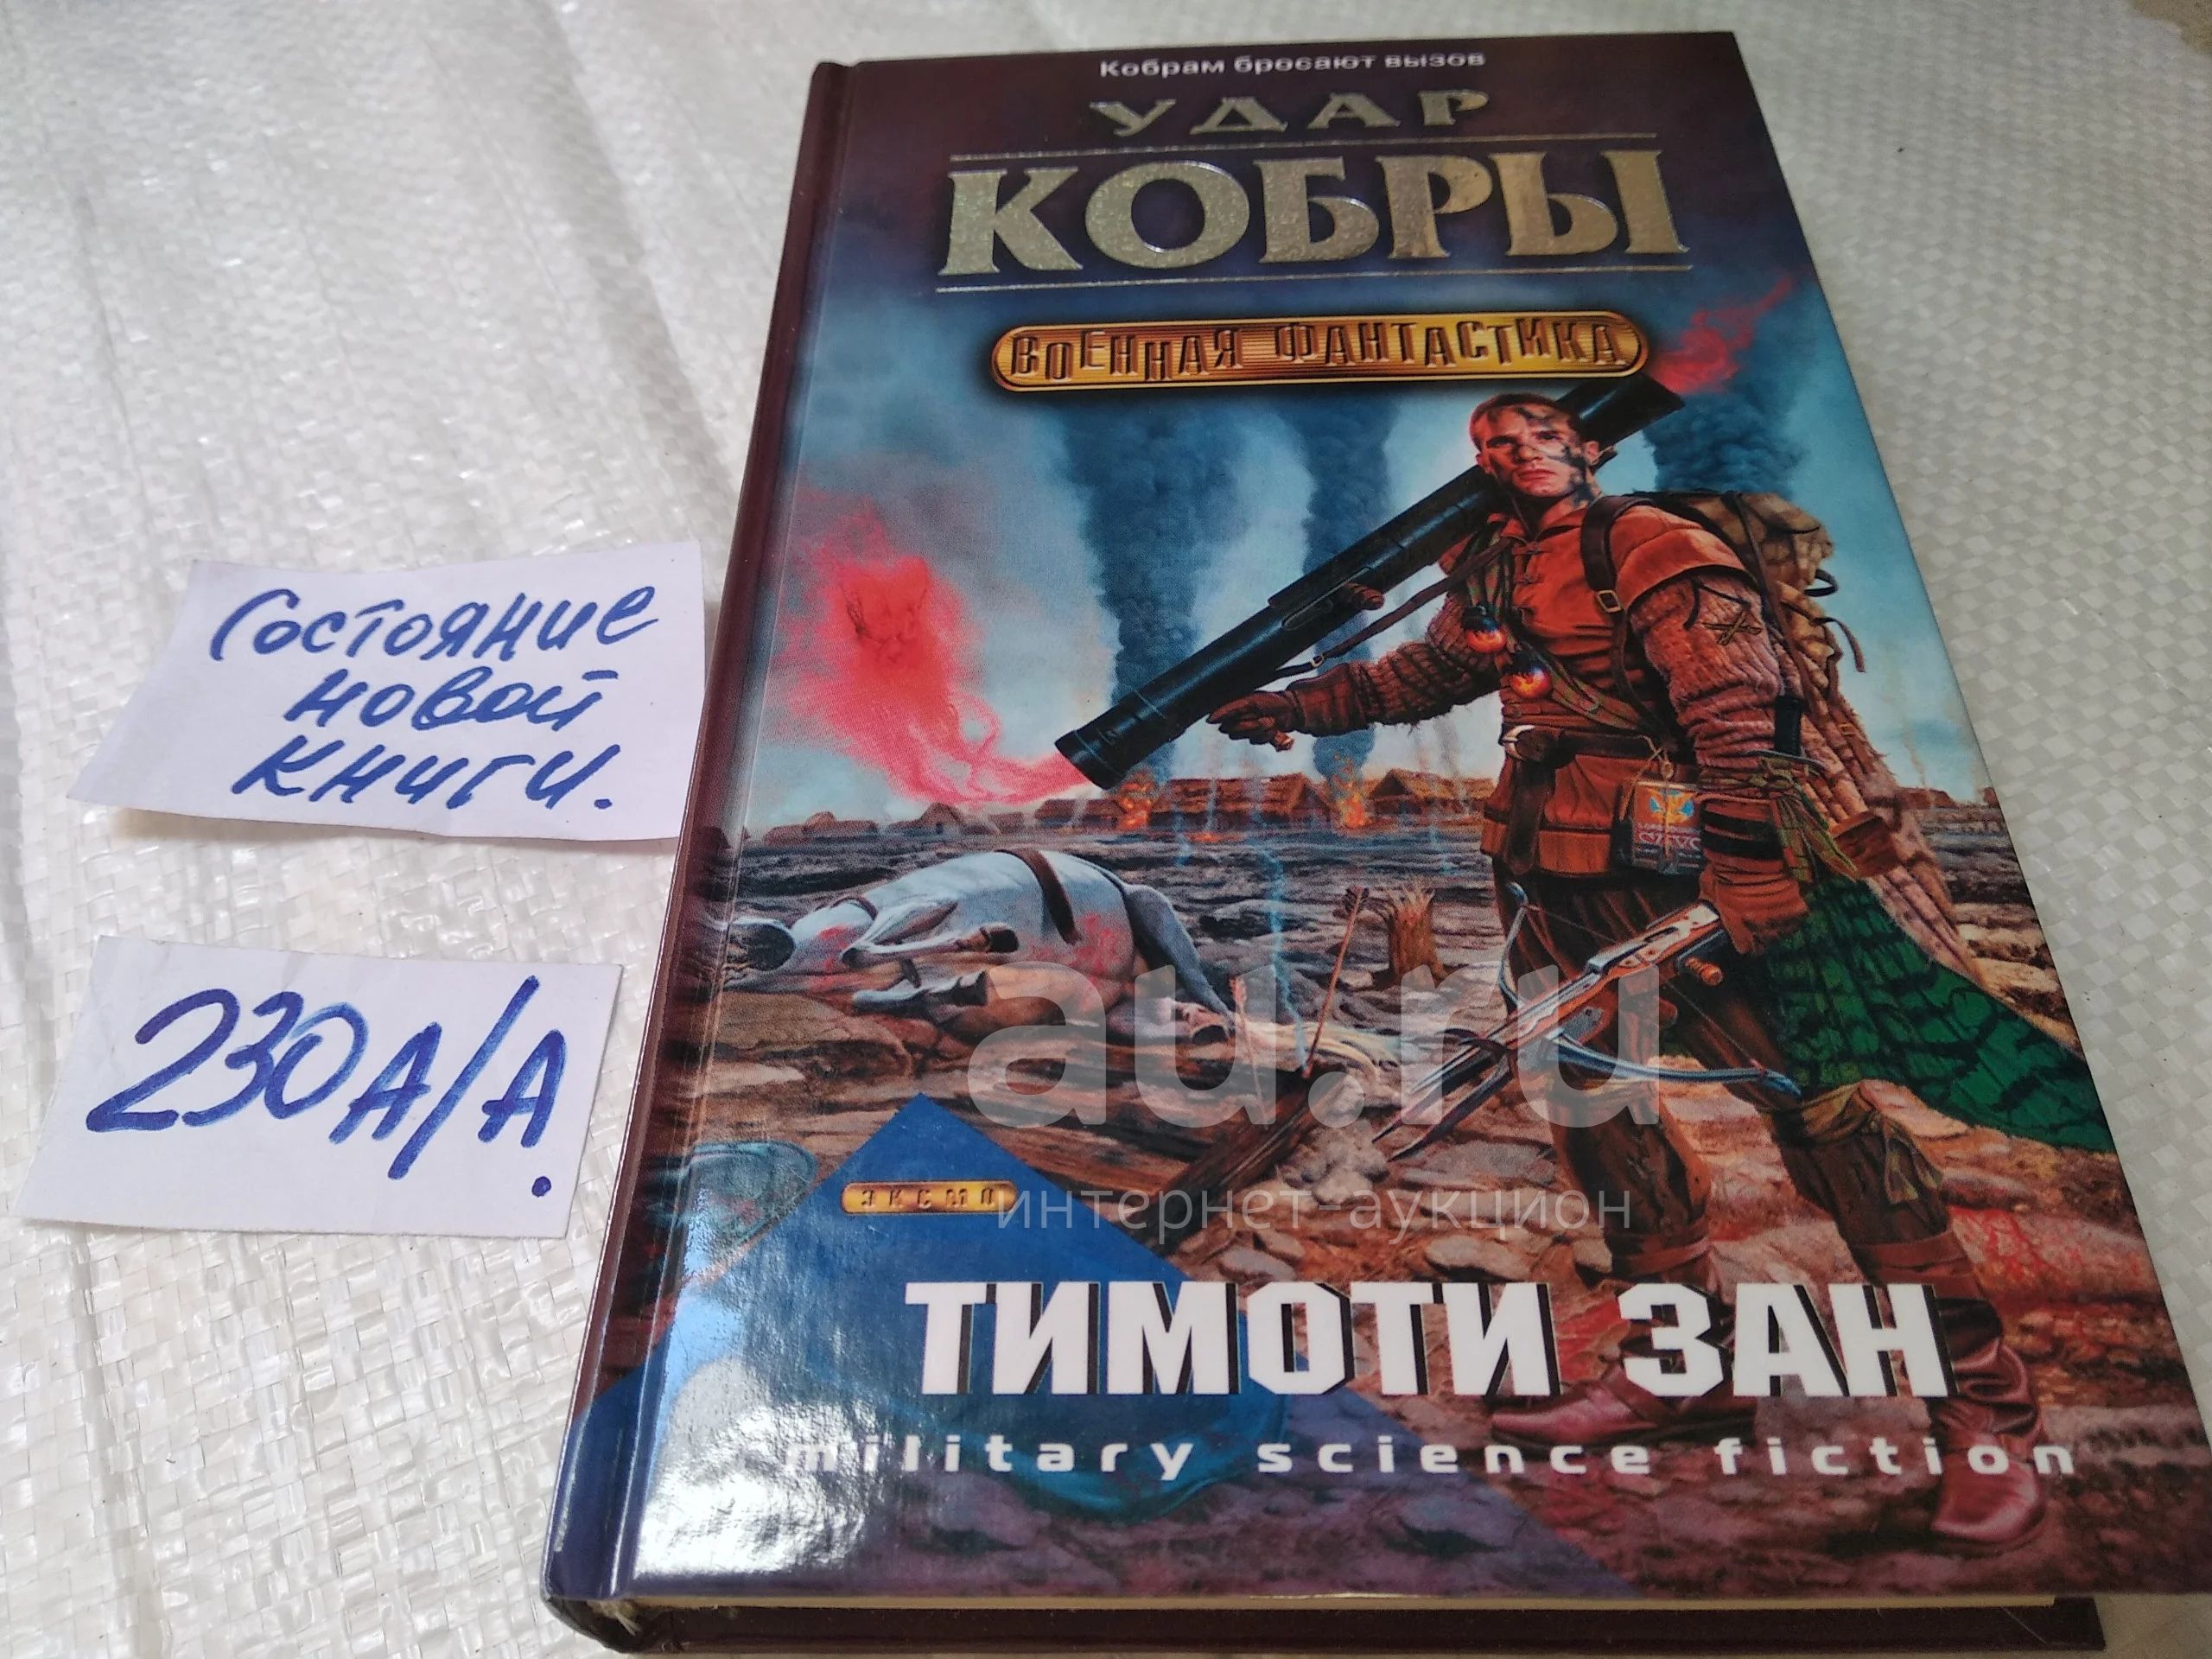 Кобрам бросают вызов
УДАР
КОБРЫ
ВОЕННАЯ ФАНТАСТИКА
Состояние
новой
книги.
230А/А.
au.ru
интернет-аукцион
ЭКСМО
ТИМОТИ ЗАН
military science fiction